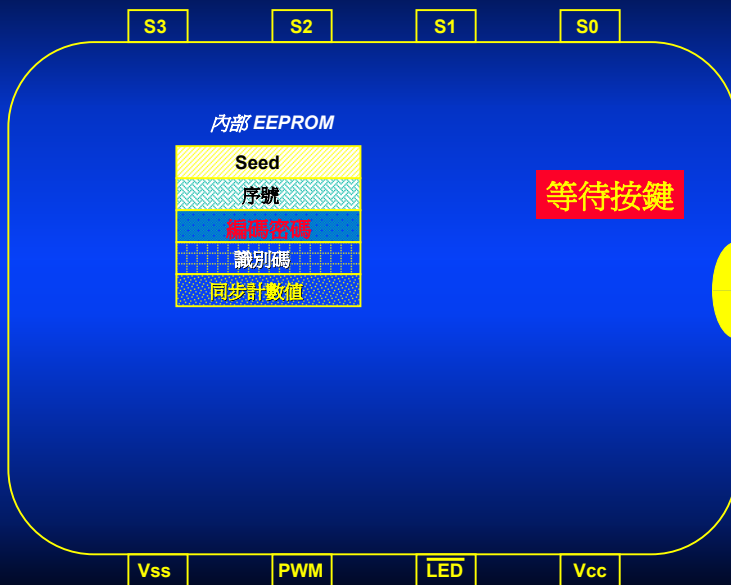 S3 S2 S1 S0
內部 EEPROM
Seed
序號
等待按鍵
編碼密碼
識別碼
同步計數值
Vss PWM L̅E̅D̅ Vcc